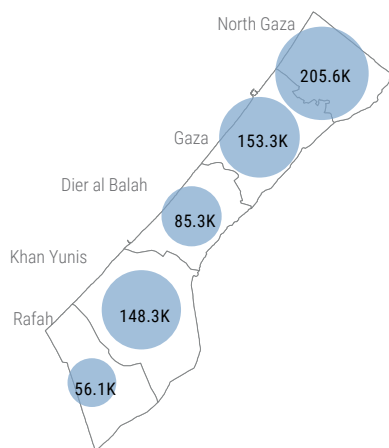 North Gaza
205.6K
Gaza
153.3K
Dier al Balah
85.3K
Khan Yunis
148.3K
Rafah
56.1K